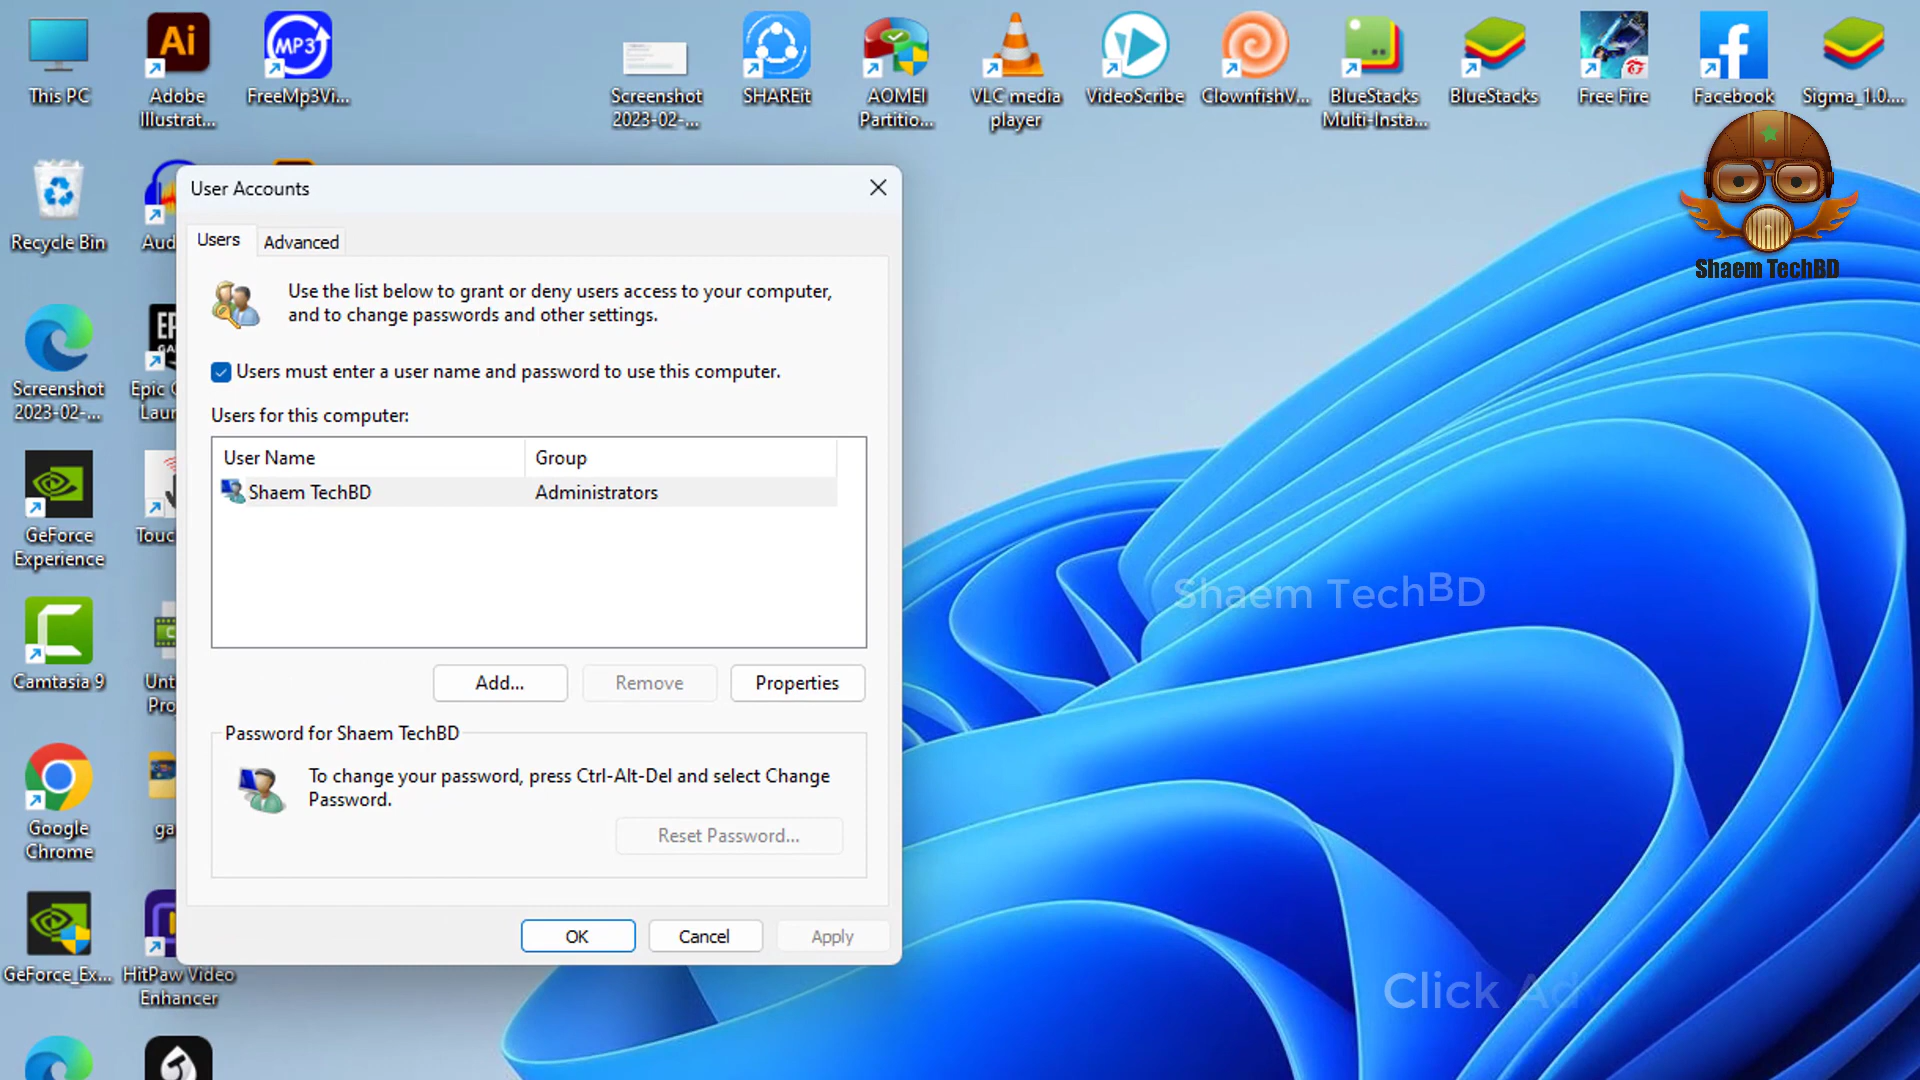 This PC
Adobe
Illustrat...
FreeMp3Vi...
Screenshot
2023-02-...
SHAREit
AOMEI
Partitio...
VLC media
player
VideoScribe
ClownfishV...
BlueStacks
Multi-Insta...
BlueStacks
Free Fire
Facebook
Sigma_1.0....
Ai
MP3
Shaem TechBD
Recycle Bin
Aud
Screenshot
2023-02-...
Epic
Laun
GeForce
Experience
Touc
Camtasia 9
Unt
Pro
Google
Chrome
ga
GeForce_Ex...
HitPaw Video
Enhancer
User Accounts
Users
Advanced
Use the list below to grant or deny users access to your computer,
and to change passwords and other settings.
Users must enter a user name and password to use this computer.
Users for this computer:
User Name Group
Shaem TechBD Administrators
Add... Remove Properties
Password for Shaem TechBD
To change your password, press Ctrl-Alt-Del and select Change
Password.
Reset Password...
OK Cancel Apply
Shaem TechBD
Click Adv